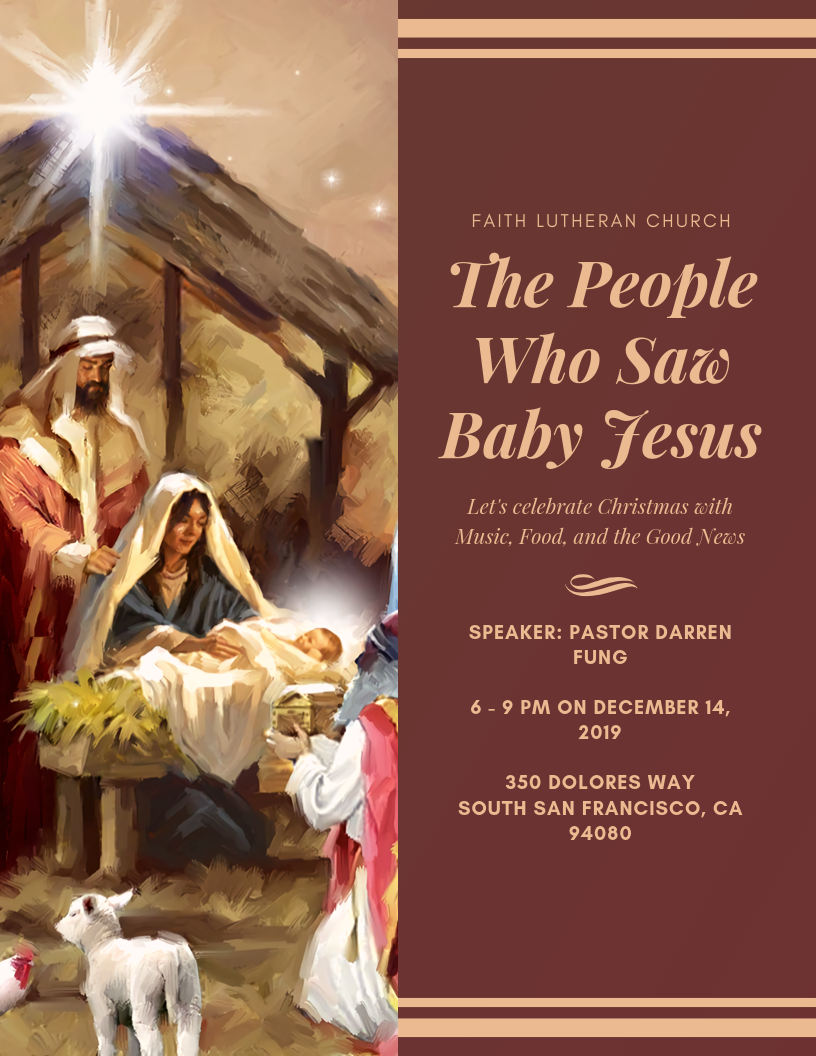 FAITH LUTHERAN CHURCH
The People
Who Saw
Baby Jesus
Let's celebrate Christmas with
Music, Food, and the Good News
SPEAKER: PASTOR DARREN
FUNG
6 - 9 PM ON DECEMBER 14,
2019
350 DOLORES WAY
SOUTH SAN FRANCISCO, CA
94080